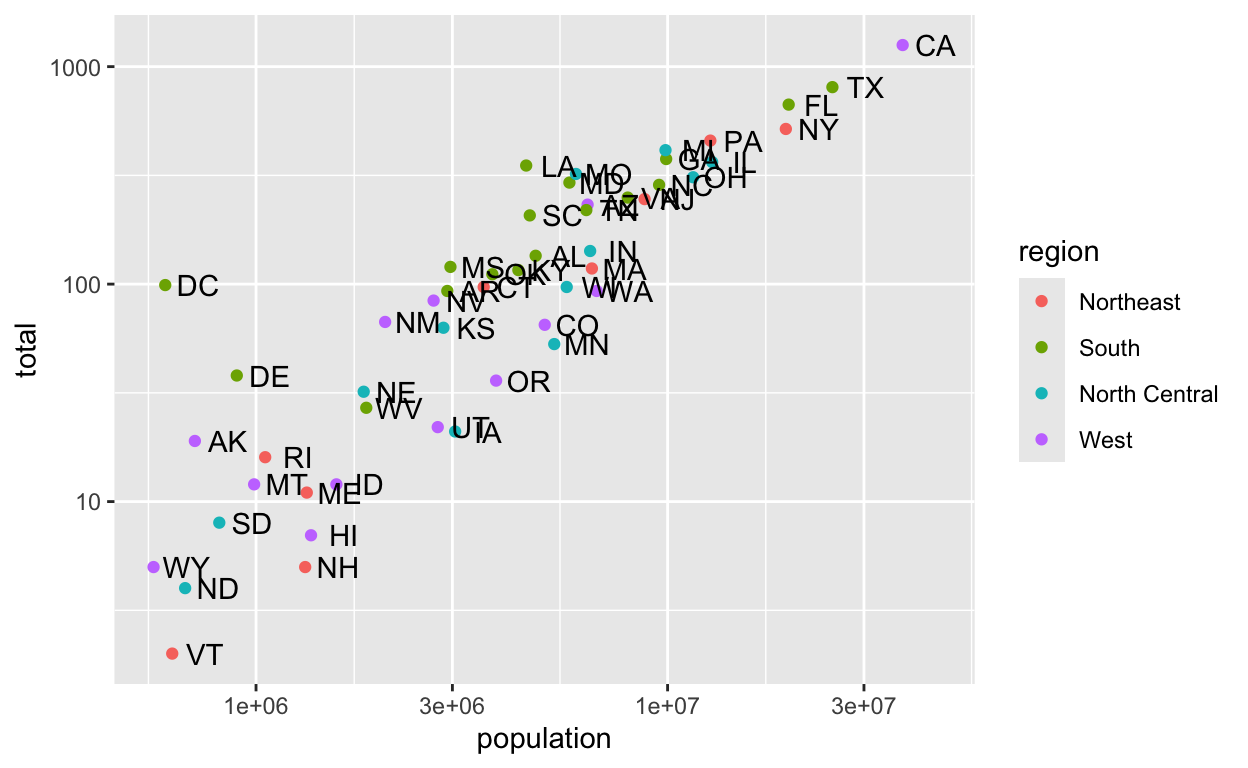 CA
1000
TX
FL
NY
PA
MI
GA
IL
LA
MO
OH
MD
NC
VA
NJ
AZ
TN
SC
IN
AL
MS
OK
KY
MA
100
DC
AR
CT
WI
WA
NV
NM
KS
CO
MN
region
Northeast
South
North Central
West
total
DE
OR
NE
WV
UT
IA
AK
RI
MT
ME
ID
10
SD
HI
WY
NH
ND
VT
1e+06
3e+06
1e+07
3e+07
population